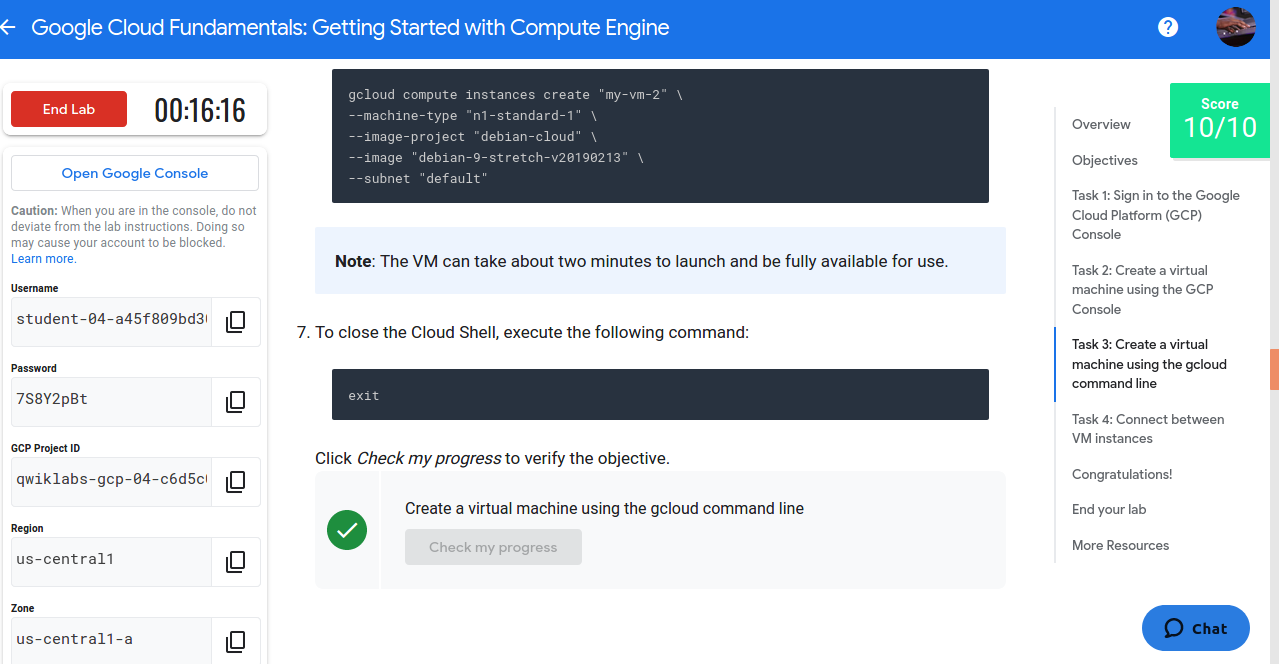 Google Cloud Fundamentals: Getting Started with Compute Engine
?
End Lab
00:16:16
Open Google Console
Caution: When you are in the console, do not
deviate from the lab instructions. Doing so
may cause your account to be blocked.
Learn more.
Username
student-04-a45f809bd3
Password
7S8Y2pBt
GCP Project ID
qwiklabs-gcp-04-c6d5c
Region
us-central1
Zone
us-central1-a
gcloud compute instances create "my-vm-2" \
--machine-type "n1-standard-1" \
--image-project "debian-cloud" \
--image "debian-9-stretch-v20190213" \
--subnet "default"
Note: The VM can take about two minutes to launch and be fully available for use.
7. To close the Cloud Shell, execute the following command:
exit
Click Check my progress to verify the objective.
Create a virtual machine using the gcloud command line
Check my progress
Score
10/10
Overview
Objectives
Task 1: Sign in to the Google
Cloud Platform (GCP)
Console
Task 2: Create a virtual
machine using the GCP
Console
Task 3: Create a virtual
machine using the gcloud
command line
Task 4: Connect between
VM instances
Congratulations!
End your lab
More Resources
Chat